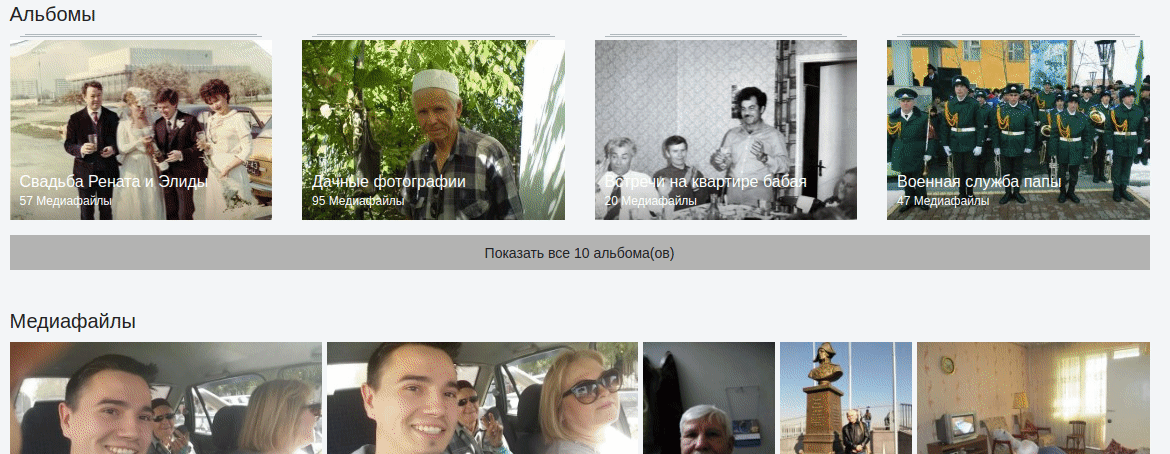 Альбомы
Свадьба Рената и Элиды
57 Медиафайлы
Дачные фотографии
95 Медиафайлы
Встречи на квартире бабая
20 Медиафайлы
Военная служба папы
47 Медиафайлы
Показать все 10 альбома(ов)
Медиафайлы